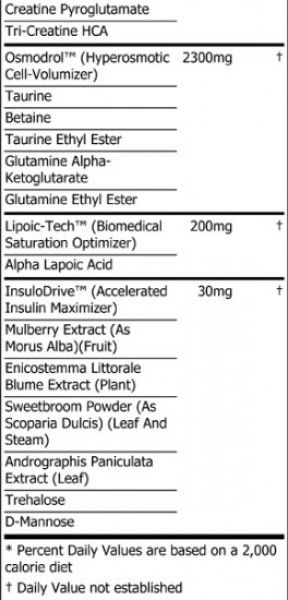 Creatine Pyroglutamate
Tri-Creatine HCA
Osmodrol™ (Hyperosmotic 2300mg †
Cell-Volumizer)
Taurine
Betaine
Taurine Ethyl Ester
Glutamine Alpha-
Ketoglutarate
Glutamine Ethyl Ester
Lipoic-Tech™ (Biomedical 200mg †
Saturation Optimizer)
Alpha Lapoic Acid
InsuloDrive™ (Accelerated 30mg †
Insulin Maximizer)
Mulberry Extract (As
Morus Alba)(Fruit)
Enicostemma Littorale
Blume Extract (Plant)
Sweetbroom Powder (As
Scoparia Dulcis) (Leaf And
Steam)
Andrographis Paniculata
Extract (Leaf)
Trehalose
D-Mannose
* Percent Daily Values are based on a 2,000
calorie diet
† Daily Value not established